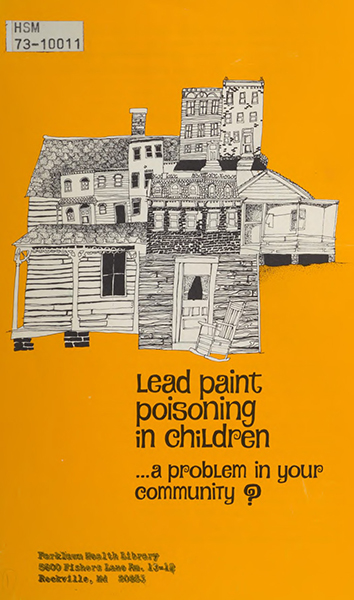 HSM
73-10011
Lead paint
poisoning
in children
...a problem in your
community ?
Parklawn Health Library
5600 Fishers Lane Rm. 13-12
Rockville, Md 20853